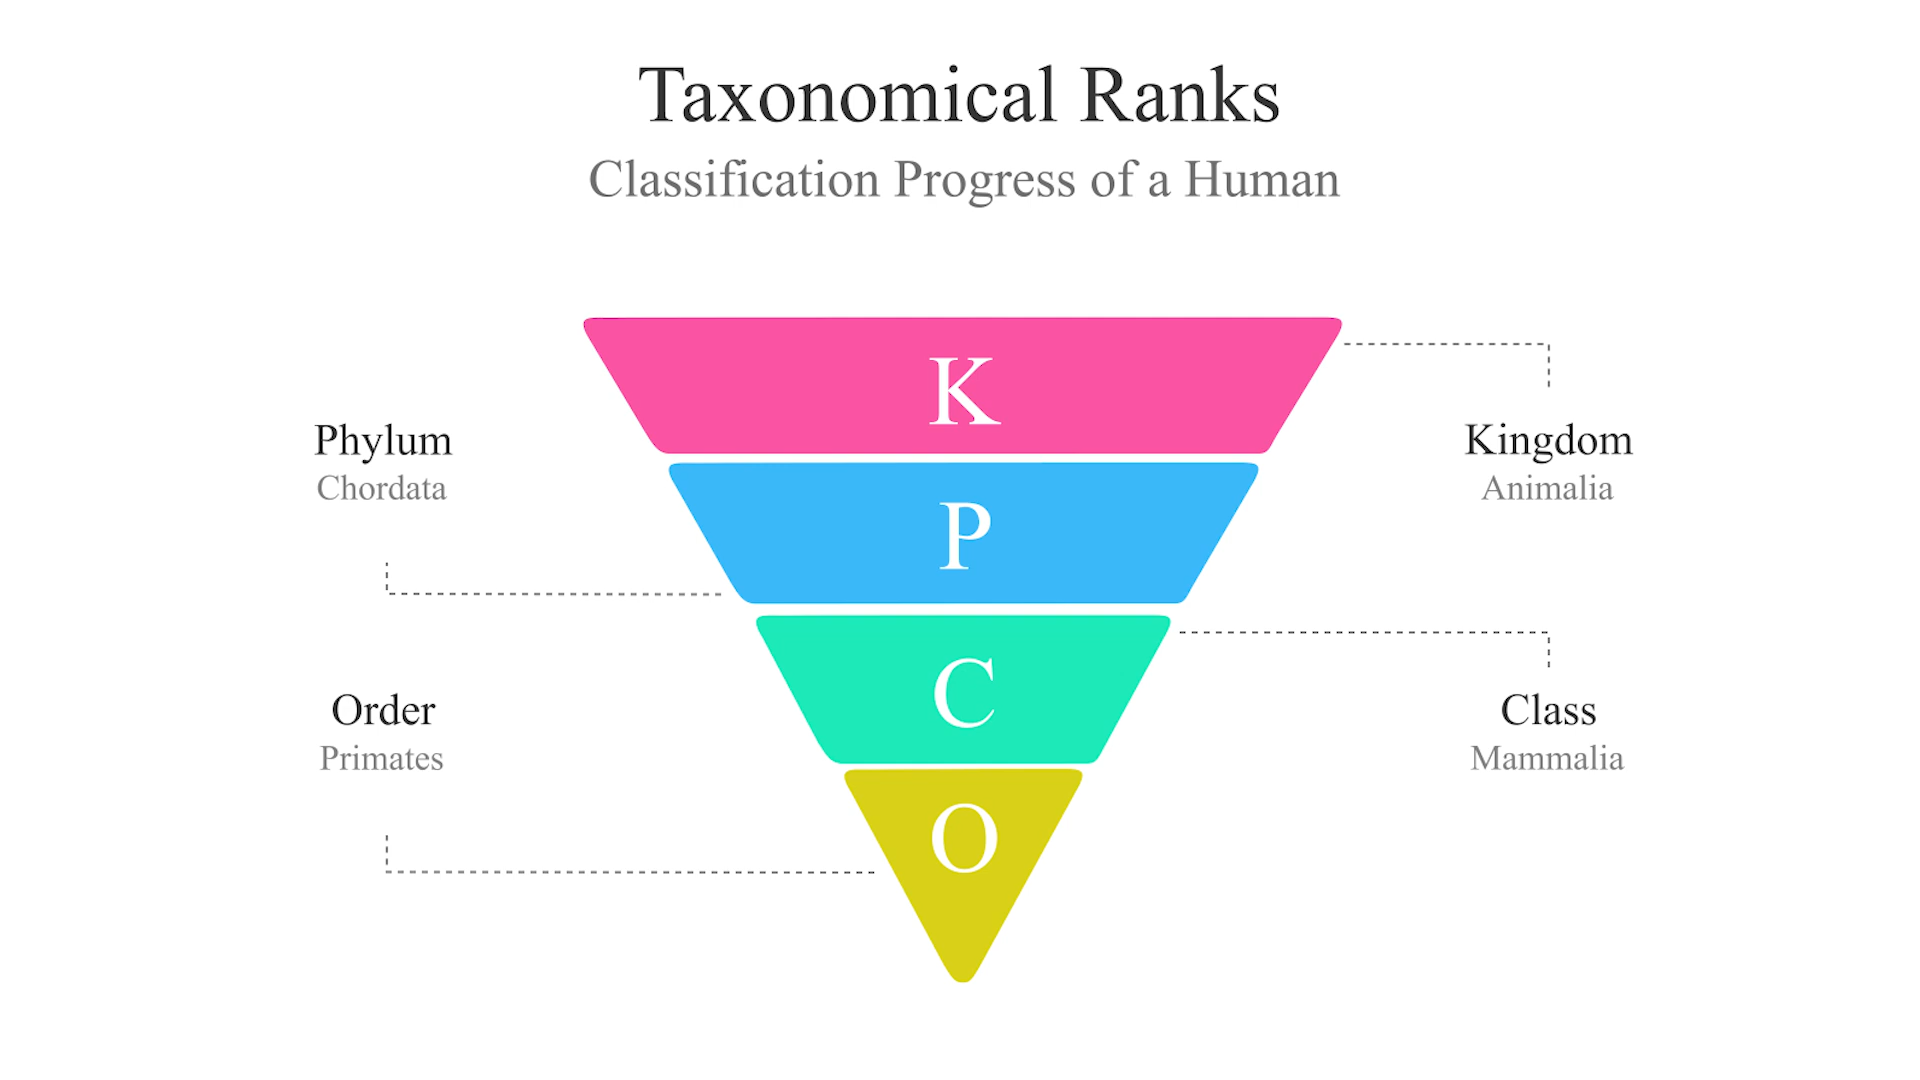 Taxonomical Ranks
Classification Progress of a Human
K
Kingdom
Animalia
P
Phylum
Chordata
C
Class
Mammalia
O
Order
Primates